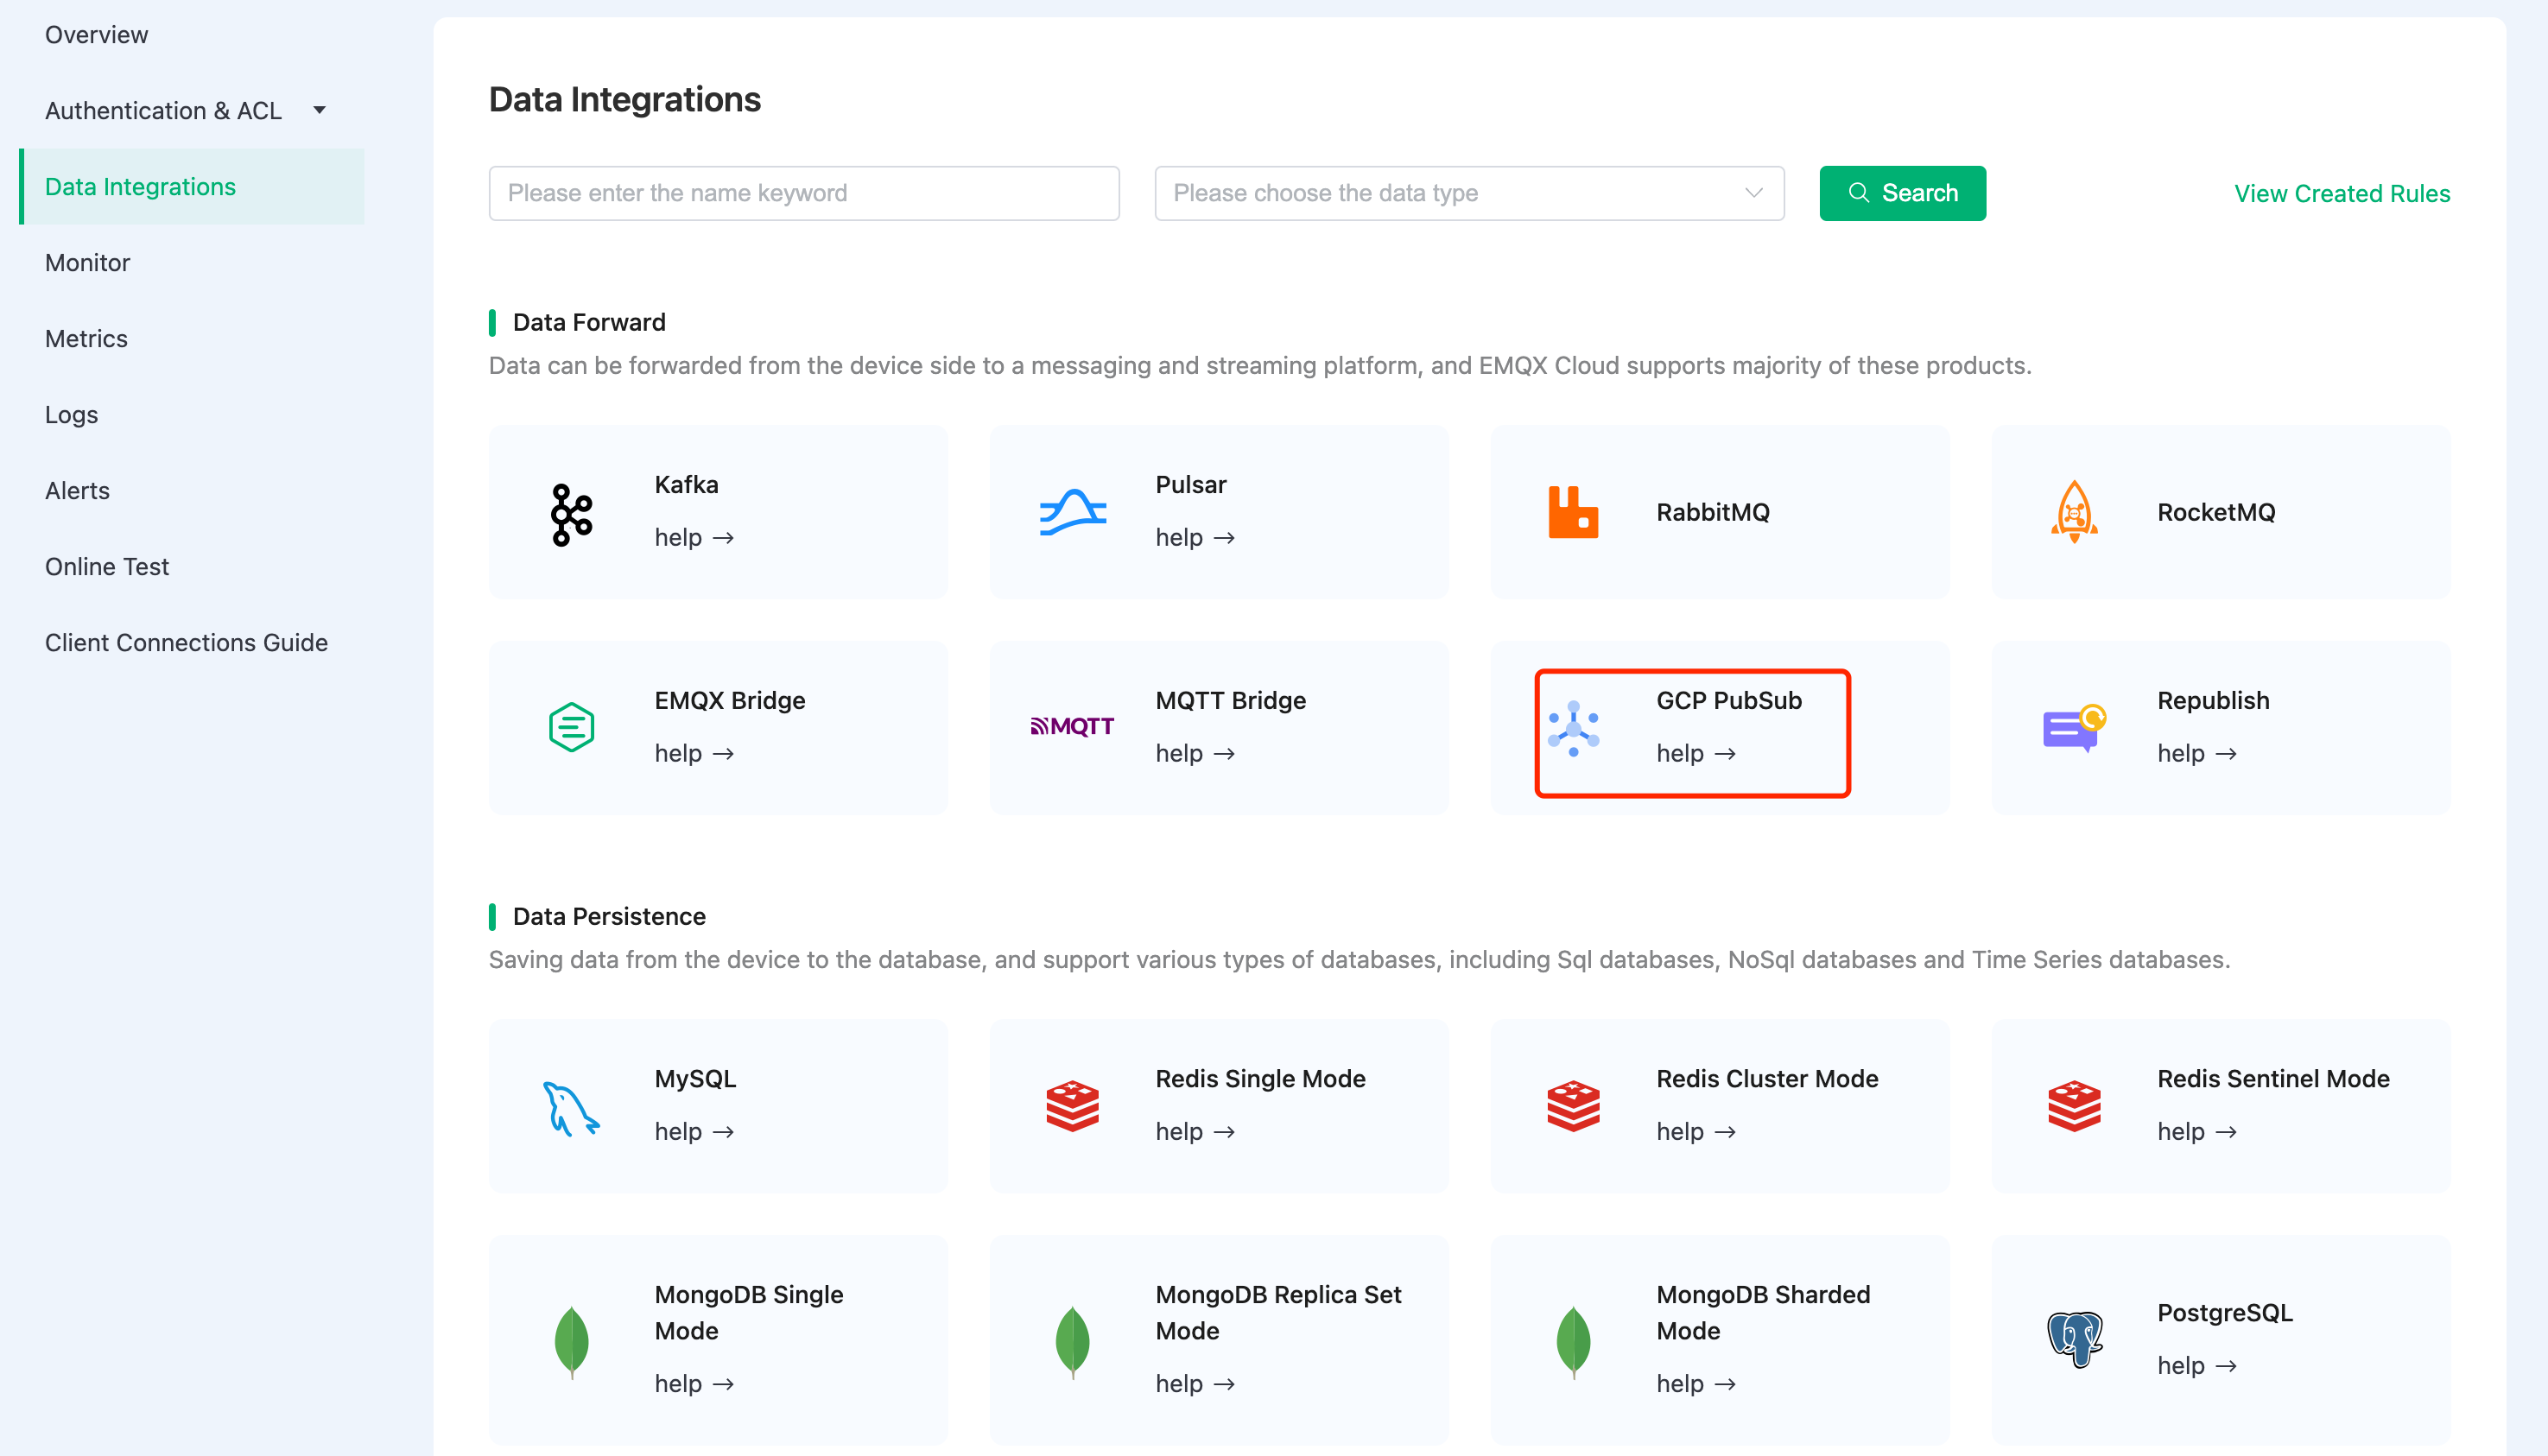 Overview
Authentication & ACL
Data Integrations
Monitor
Metrics
Logs
Alerts
Online Test
Client Connections Guide
Data Integrations
Please enter the name keyword
Please choose the data type
Search
View Created Rules
Data Forward
Data can be forwarded from the device side to a messaging and streaming platform, and EMQX Cloud supports majority of these products.
Kafka
help →
Pulsar
help →
RabbitMQ
RocketMQ
EMQX Bridge
help →
MQTT
MQTT Bridge
help →
GCP PubSub
help →
Republish
help →
Data Persistence
Saving data from the device to the database, and support various types of databases, including Sql databases, NoSql databases and Time Series databases.
MySQL
help →
Redis Single Mode
help →
Redis Cluster Mode
help →
Redis Sentinel Mode
help →
MongoDB Single
Mode
help →
MongoDB Replica Set
Mode
help →
MongoDB Sharded
Mode
help →
PostgreSQL
help →